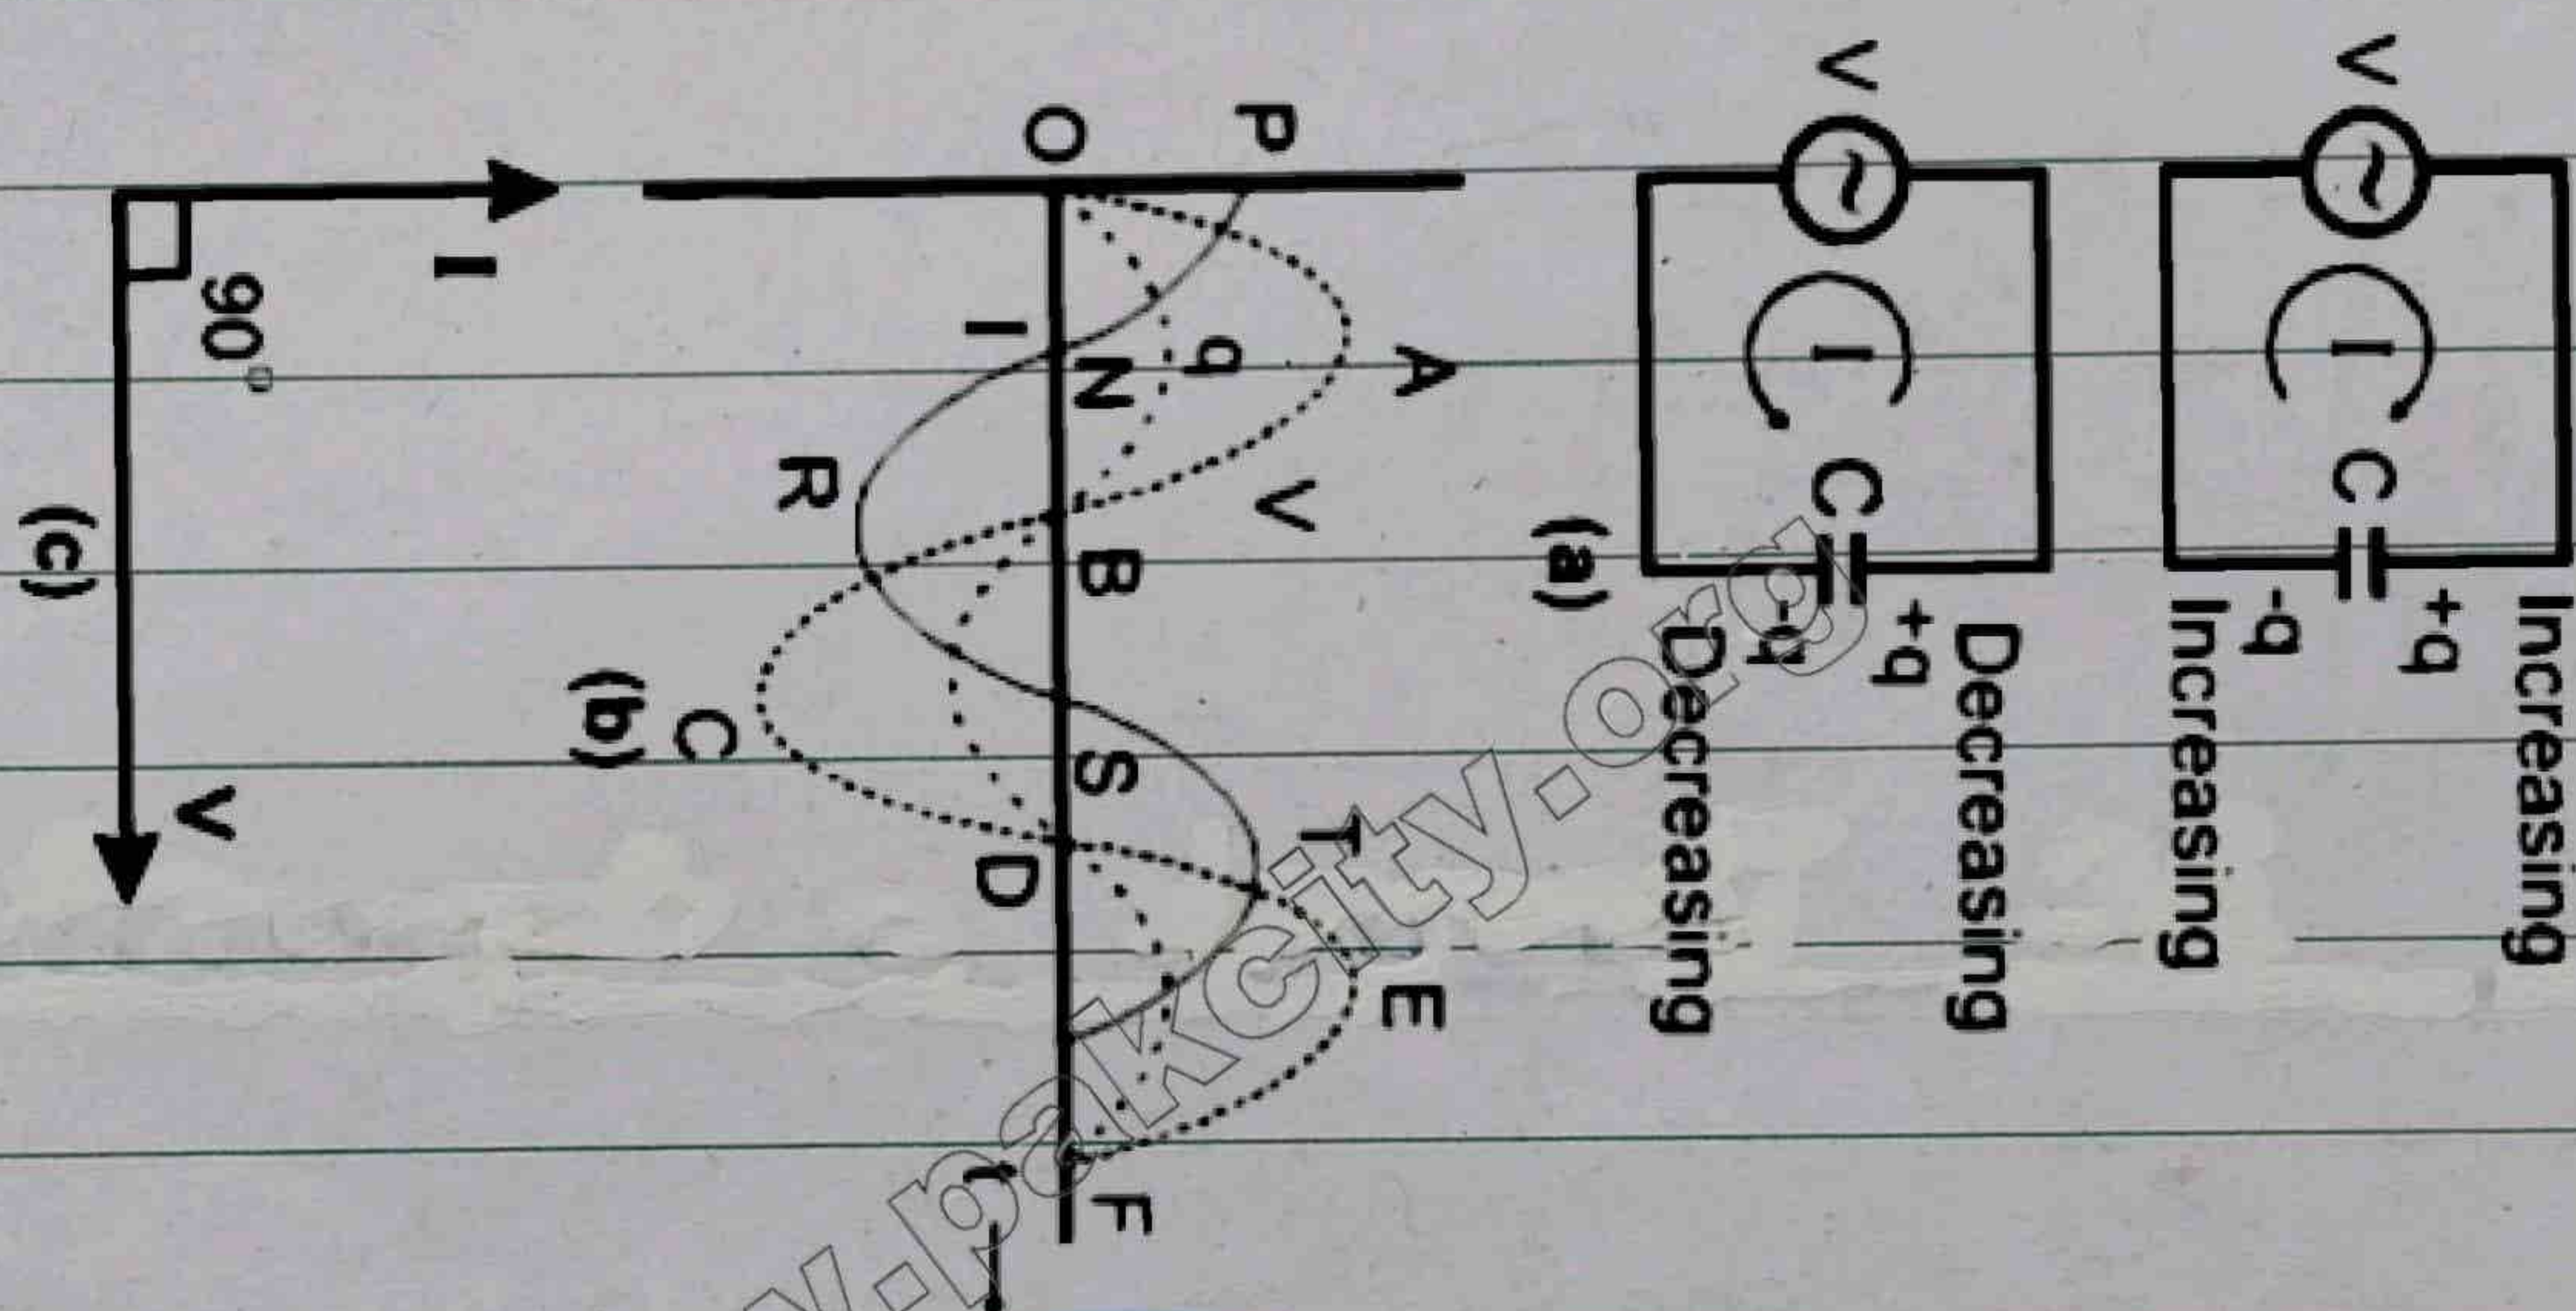 Increasing
V ~ I C +q
-q
Increasing
Decreasing
V ~ I C +q
-q
Decreasing
(a)
A E
P V T
q
O N B S F
I D t
R
C
(b)
I
90°
V
(c)
y.pakcity.org